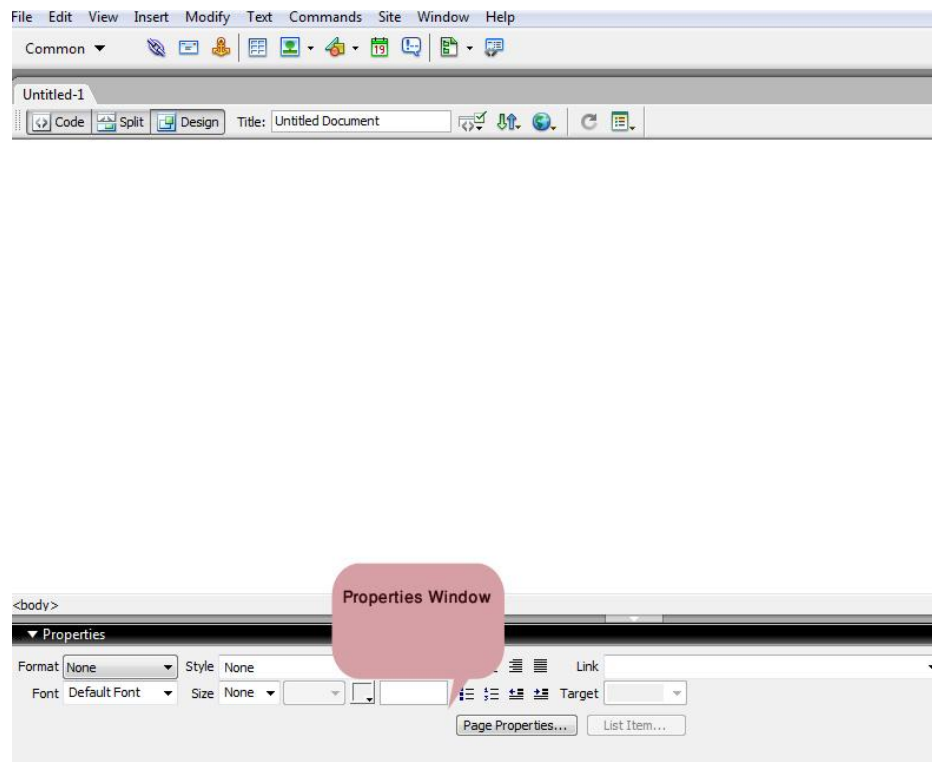 File Edit View Insert Modify Text Commands Site Window Help
Common
19
Untitled-1
Code Split Design Title: Untitled Document
<body>
Properties Window
Properties
Format None Style None Link
Font Default Font Size None Target
Page Properties... List Item...